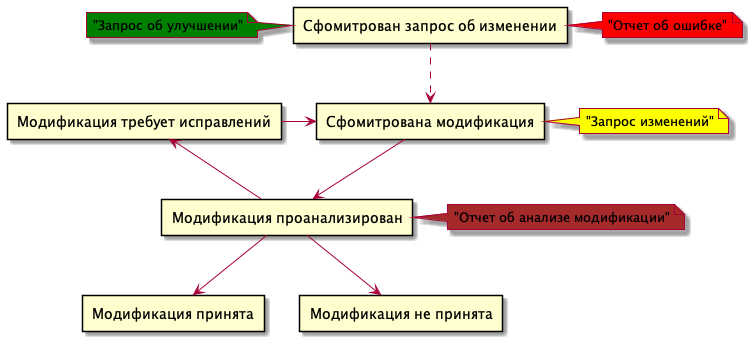 "Запрос об улучшении"
Сфомитрован запрос об изменении
"Отчет об ошибке"
Модификация требует исправлений
Сфомитрована модификация
"Запрос изменений"
Модификация проанализирован
"Отчет об анализе модификации"
Модификация принята
Модификация не принята